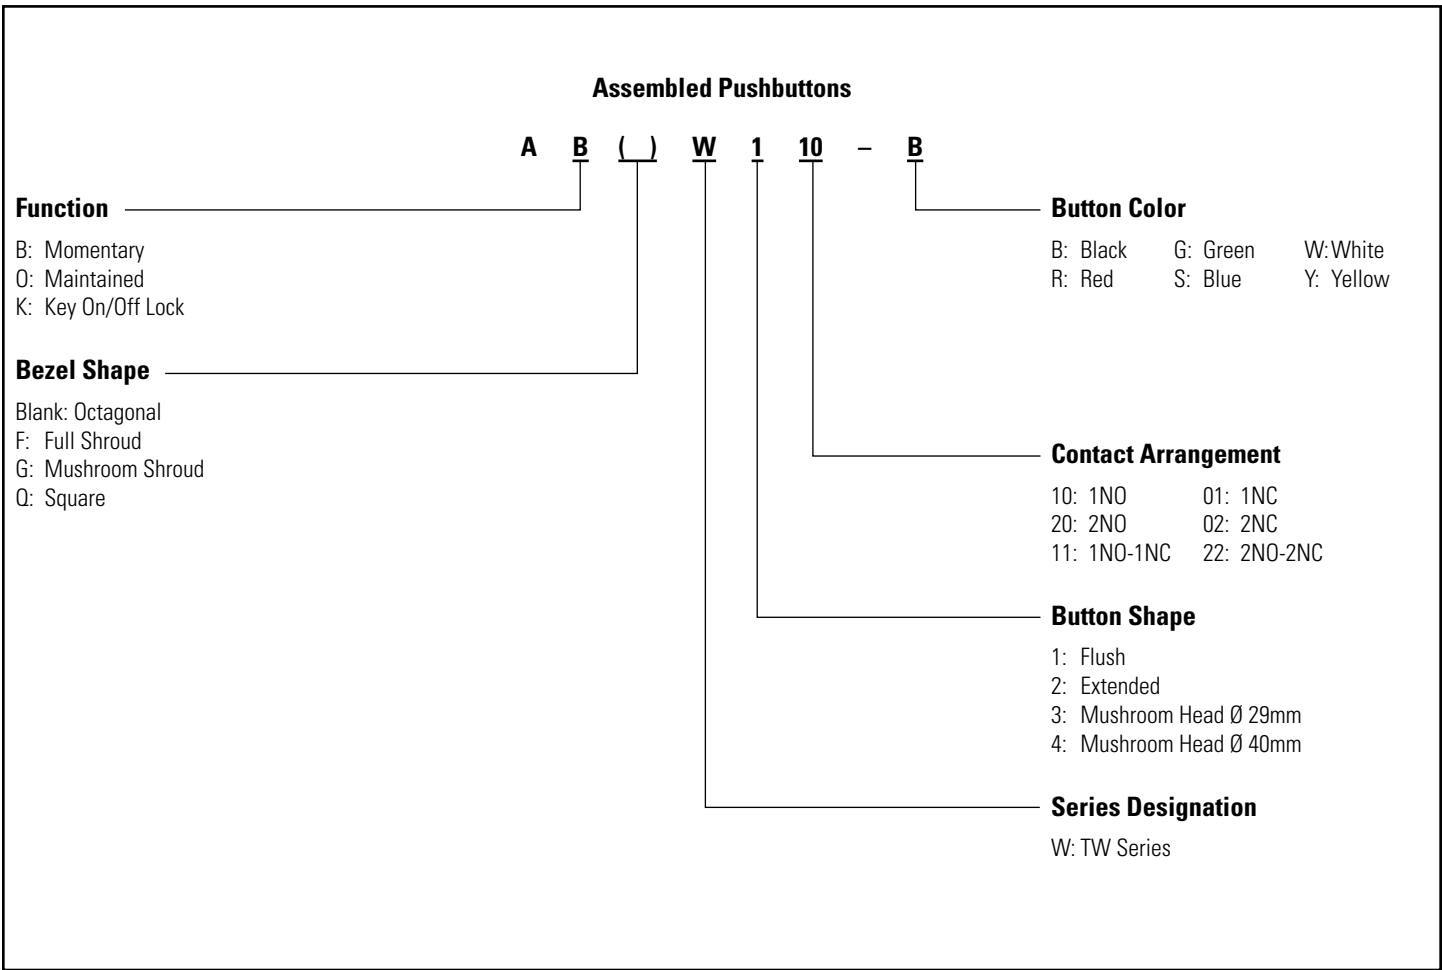 Assembled Pushbuttons
A B ( ) W 1 10 – B
Function
B: Momentary
O: Maintained
K: Key On/Off Lock
Bezel Shape
Blank: Octagonal
F: Full Shroud
G: Mushroom Shroud
Q: Square
Button Color
B: Black G: Green W: White
R: Red S: Blue Y: Yellow
Contact Arrangement
10: 1NO 01: 1NC
20: 2NO 02: 2NC
11: 1NO-1NC 22: 2NO-2NC
Button Shape
1: Flush
2: Extended
3: Mushroom Head Ø 29mm
4: Mushroom Head Ø 40mm
Series Designation
W: TW Series